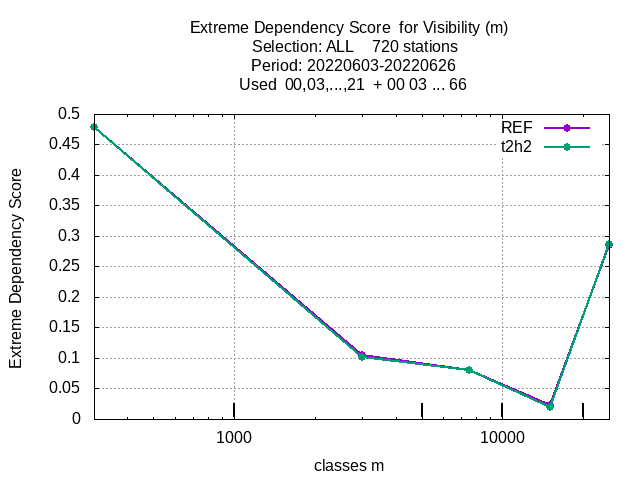 Extreme Dependency Score  for Visibility (m)
Selection: ALL    720 stations
Period: 20220603-20220626
Used  00,03,...,21  + 00 03 ... 66
REF
t2h2
0.5
0.45
0.4
0.35
0.3
0.25
0.2
0.15
0.1
0.05
0
Extreme Dependency Score
1000
10000
classes m